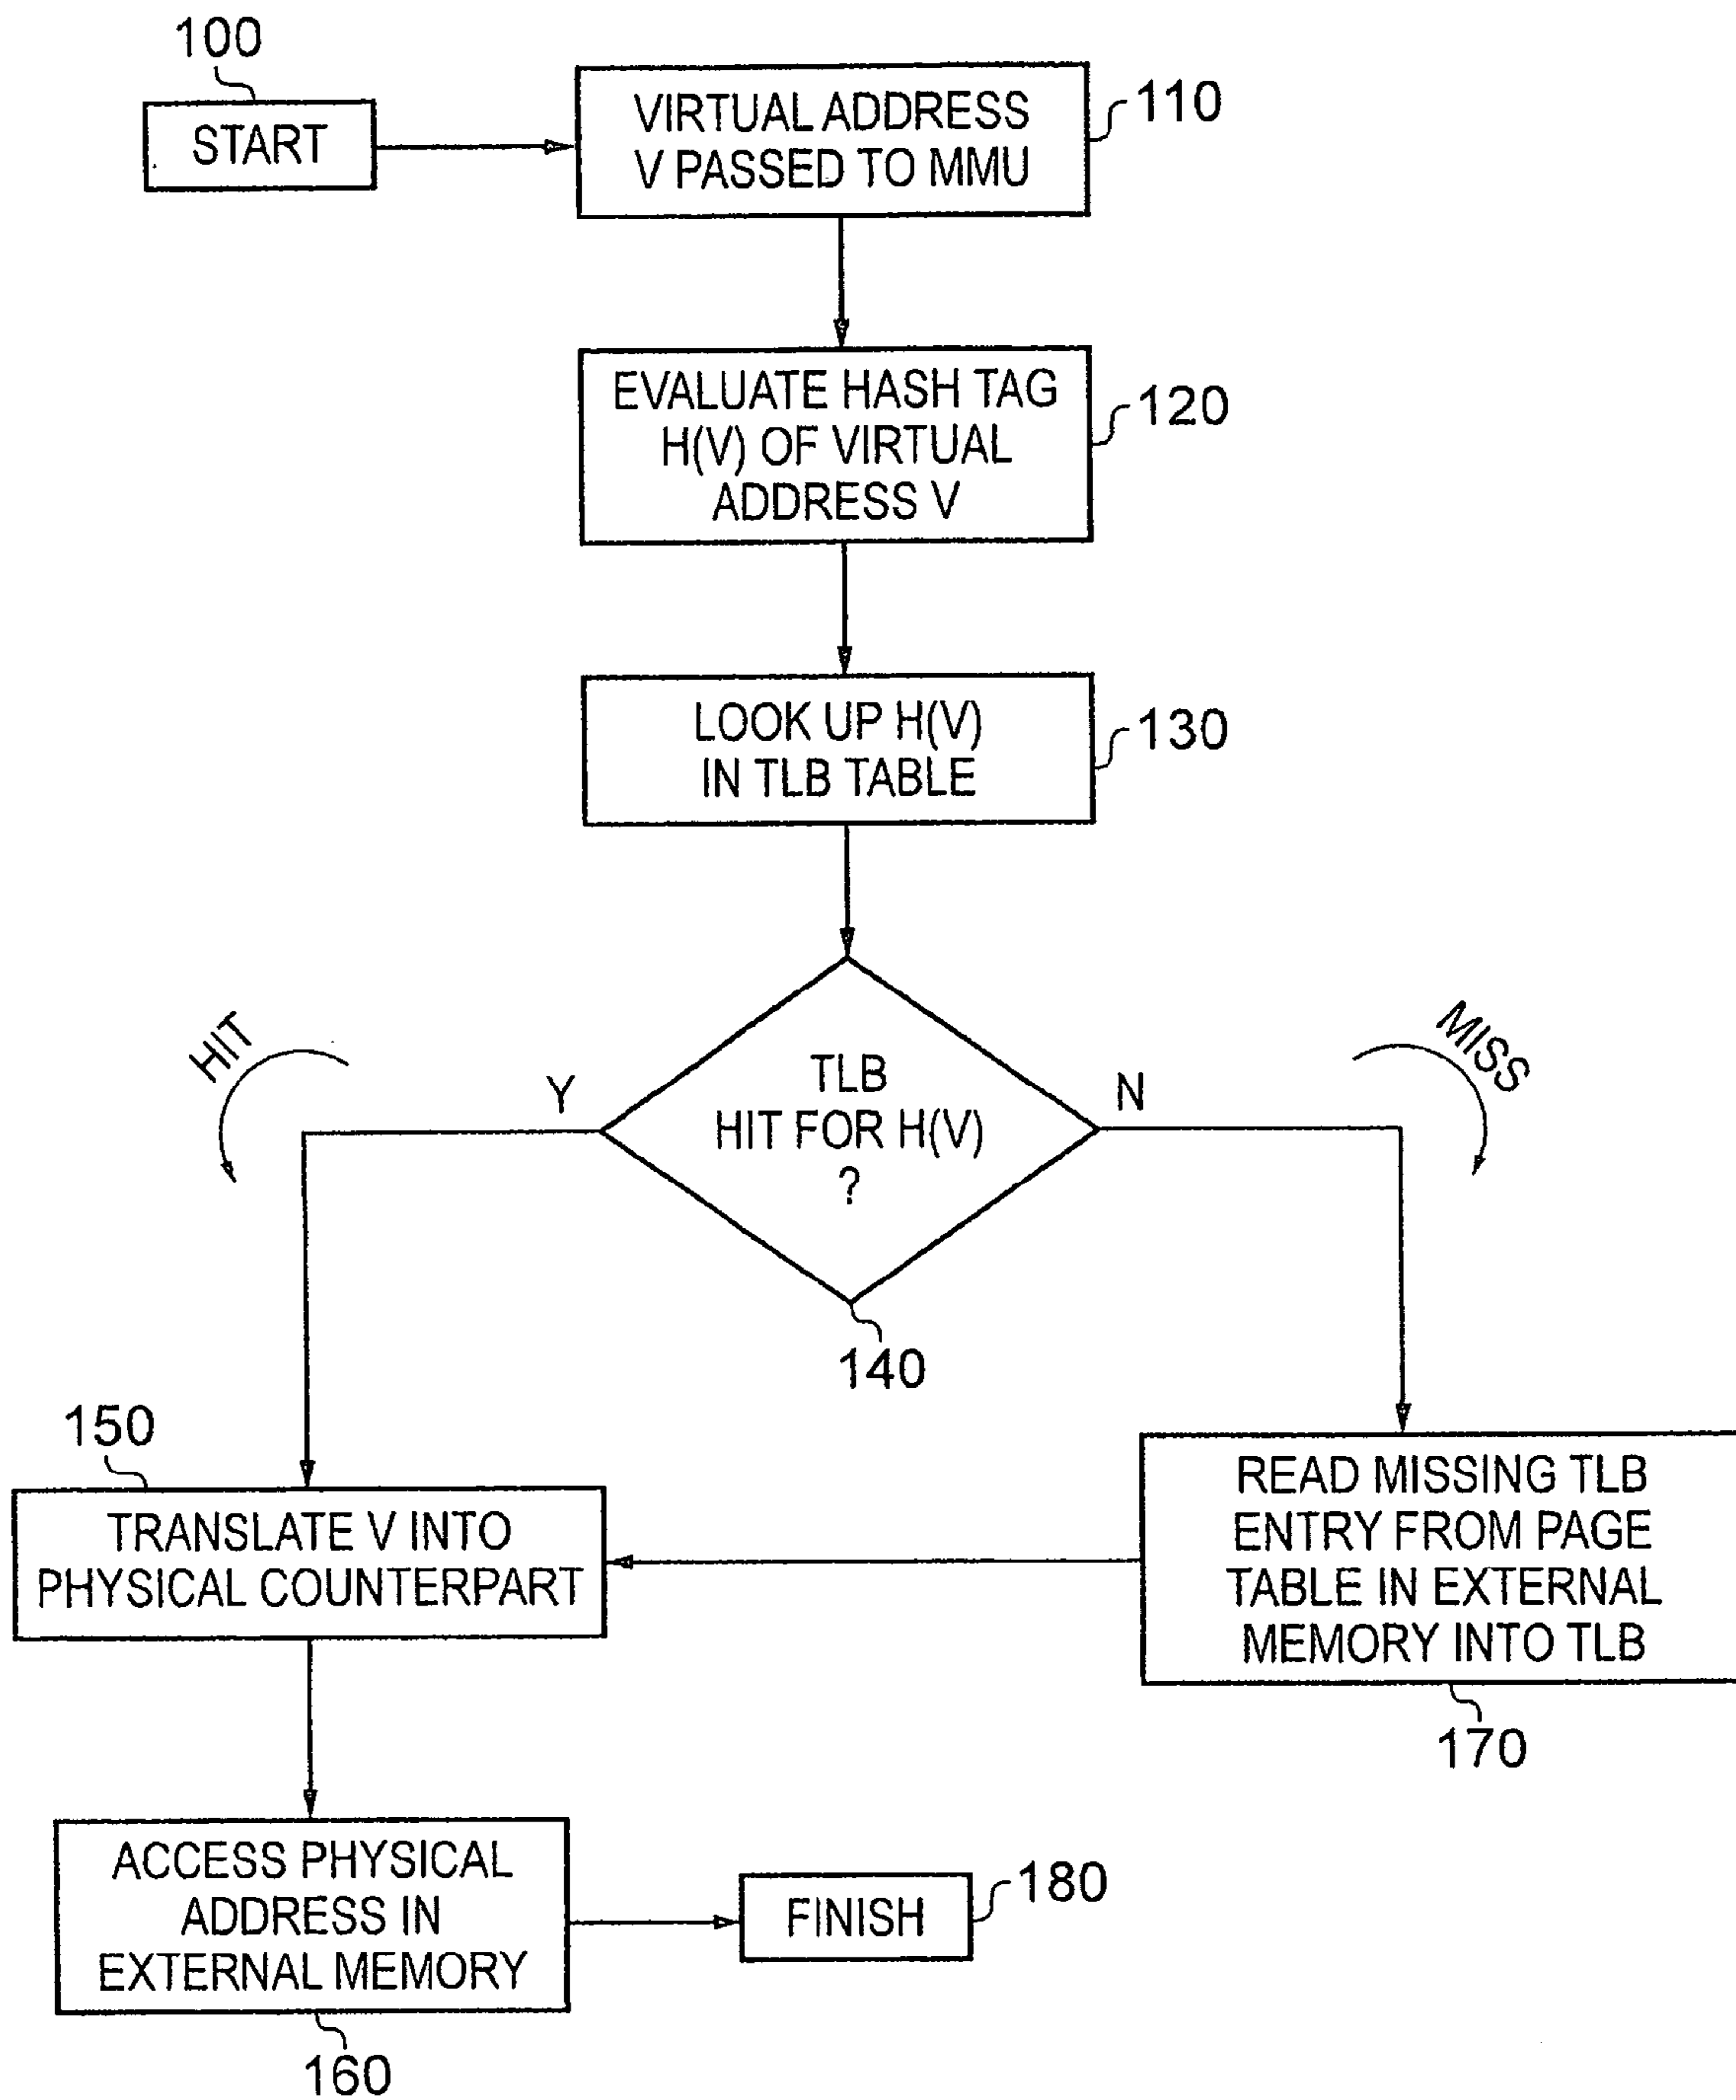 100
START
VIRTUAL ADDRESS
V PASSED TO MMU
110
EVALUATE HASH TAG
H(V) OF VIRTUAL
ADDRESS V
120
LOOK UP H(V)
IN TLB TABLE
130
HIT
MISS
Y
TLB
HIT FOR H(V)
?
N
140
150
TRANSLATE V INTO
PHYSICAL COUNTERPART
READ MISSING TLB
ENTRY FROM PAGE
TABLE IN EXTERNAL
MEMORY INTO TLB
170
ACCESS PHYSICAL
ADDRESS IN
EXTERNAL MEMORY
160
FINISH
180